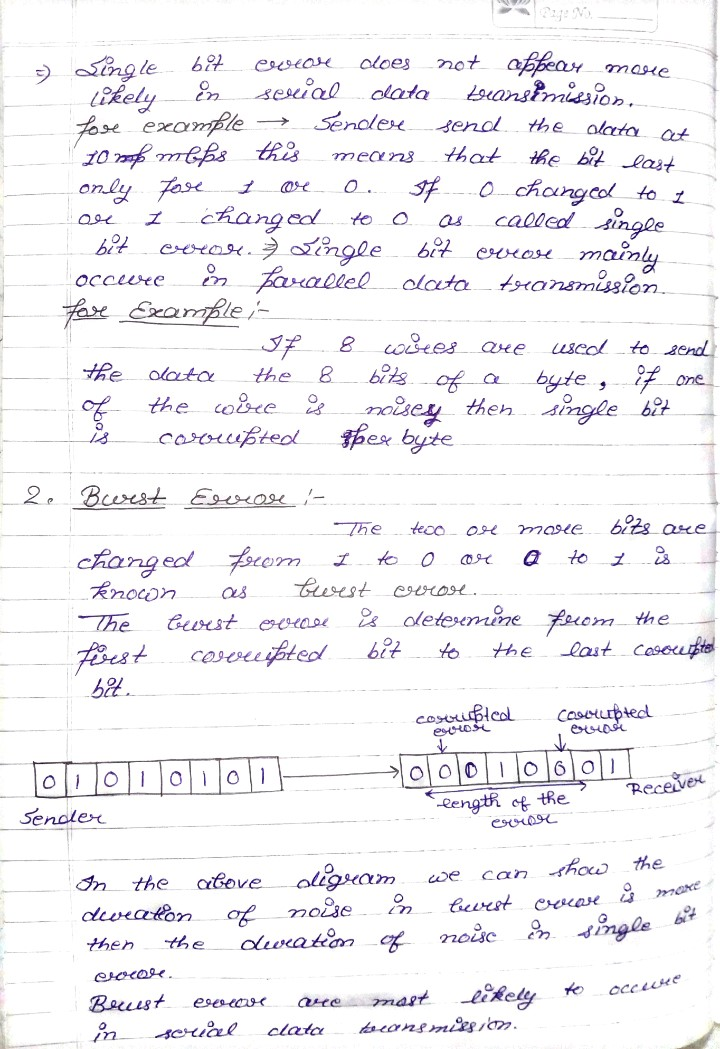 Page No.
⇒ Single bit error does not appear more
likely in serial data transmission.
for example → Sender send the data at
10 mbps this means that the bit last
only for 1 or 0. If 0 changed to 1
or 1 changed to 0 as called single
bit error. ⇒ Single bit error mainly
occure in parallel data transmission.
for Example :-
If 8 wires are used to send
the data the 8 bits of a byte, if one
of the wire is noisey then single bit
is corrupted per byte
2. Burst Error :-
The two or more bits are
changed from 1 to 0 or 0 to 1 is
known as burst error.
The burst error is determine from the
first corrupted bit to the last corrupted
bit.
corrupted error corrupted error
0 1 0 1 0 1 0 1 → 0 0 0 1 0 0 0 1
Sender length of the error Receiver
In the above digram we can show the
duration of noise in burst error is more
then the duration of noise in single bit
error.
Brust error are most likely to occure
in serial data transmission.